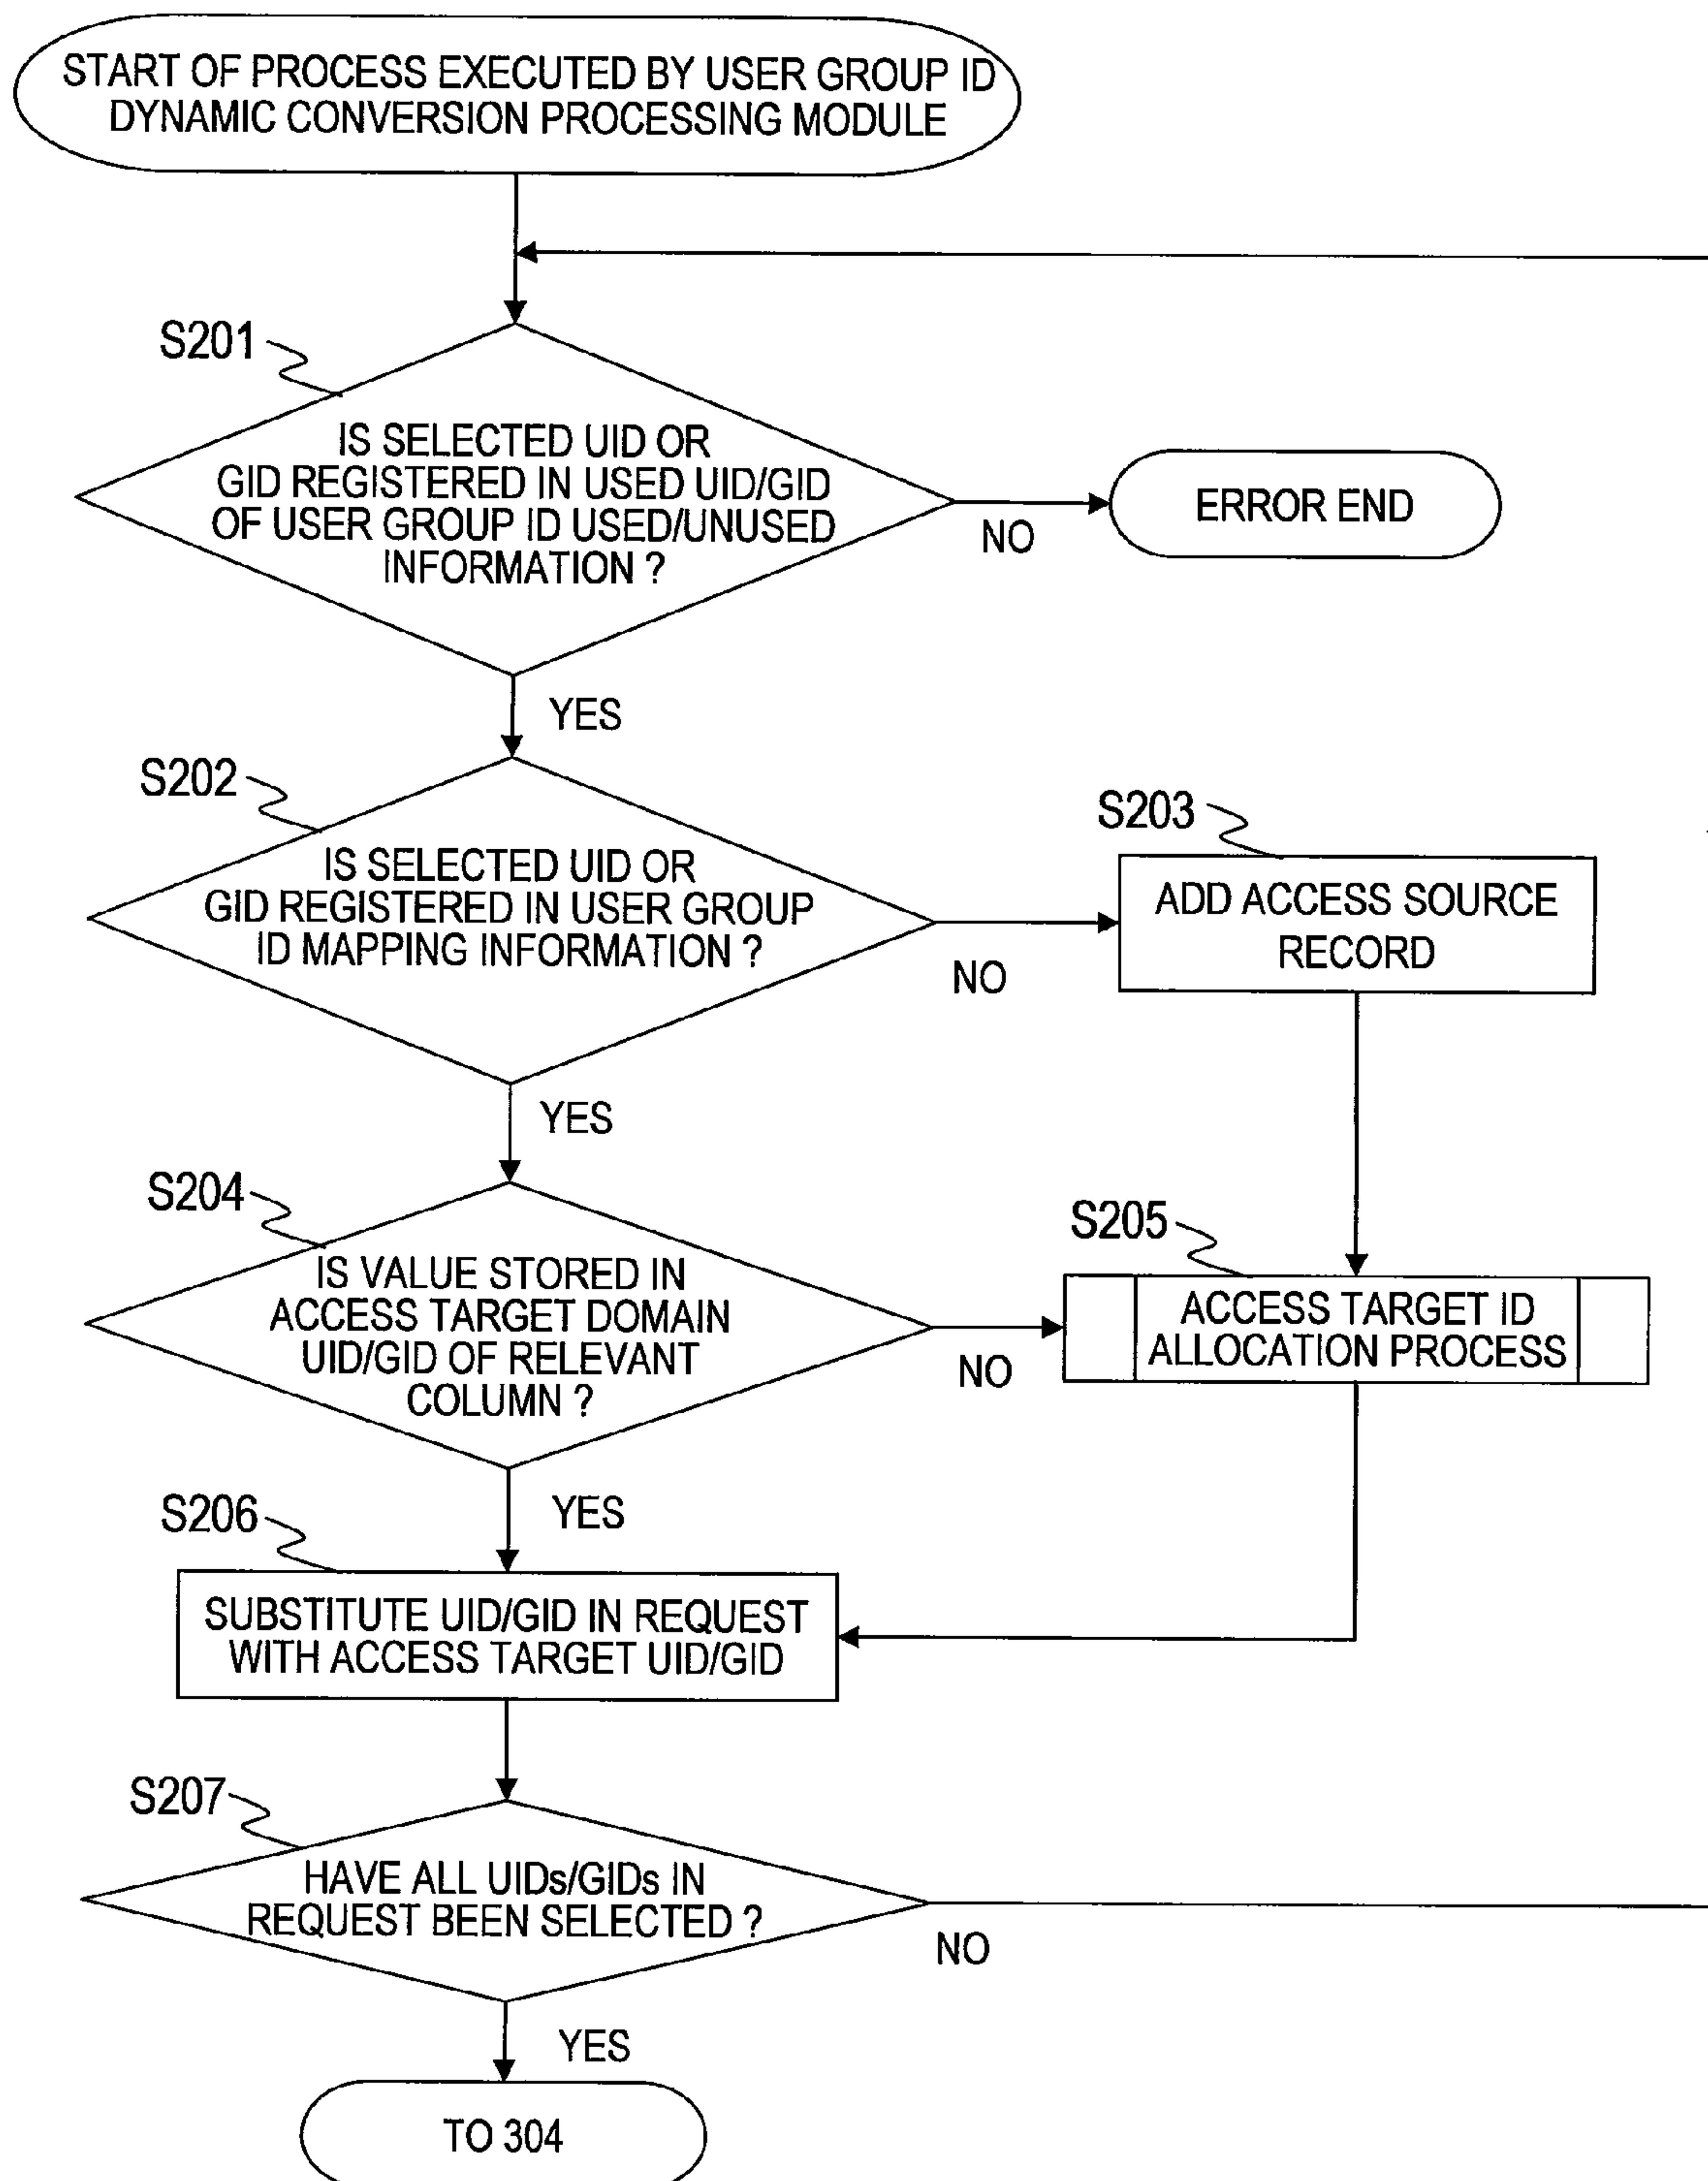 START OF PROCESS EXECUTED BY USER GROUP ID
DYNAMIC CONVERSION PROCESSING MODULE
S201
IS SELECTED UID OR
GID REGISTERED IN USED UID/GID
OF USER GROUP ID USED/UNUSED
INFORMATION ?
NO
ERROR END
YES
S202
IS SELECTED UID OR
GID REGISTERED IN USER GROUP
ID MAPPING INFORMATION ?
NO
S203
ADD ACCESS SOURCE
RECORD
YES
S204
IS VALUE STORED IN
ACCESS TARGET DOMAIN
UID/GID OF RELEVANT
COLUMN ?
NO
S205
ACCESS TARGET ID
ALLOCATION PROCESS
YES
S206
SUBSTITUTE UID/GID IN REQUEST
WITH ACCESS TARGET UID/GID
S207
HAVE ALL UIDs/GIDs IN
REQUEST BEEN SELECTED ?
NO
YES
TO 304